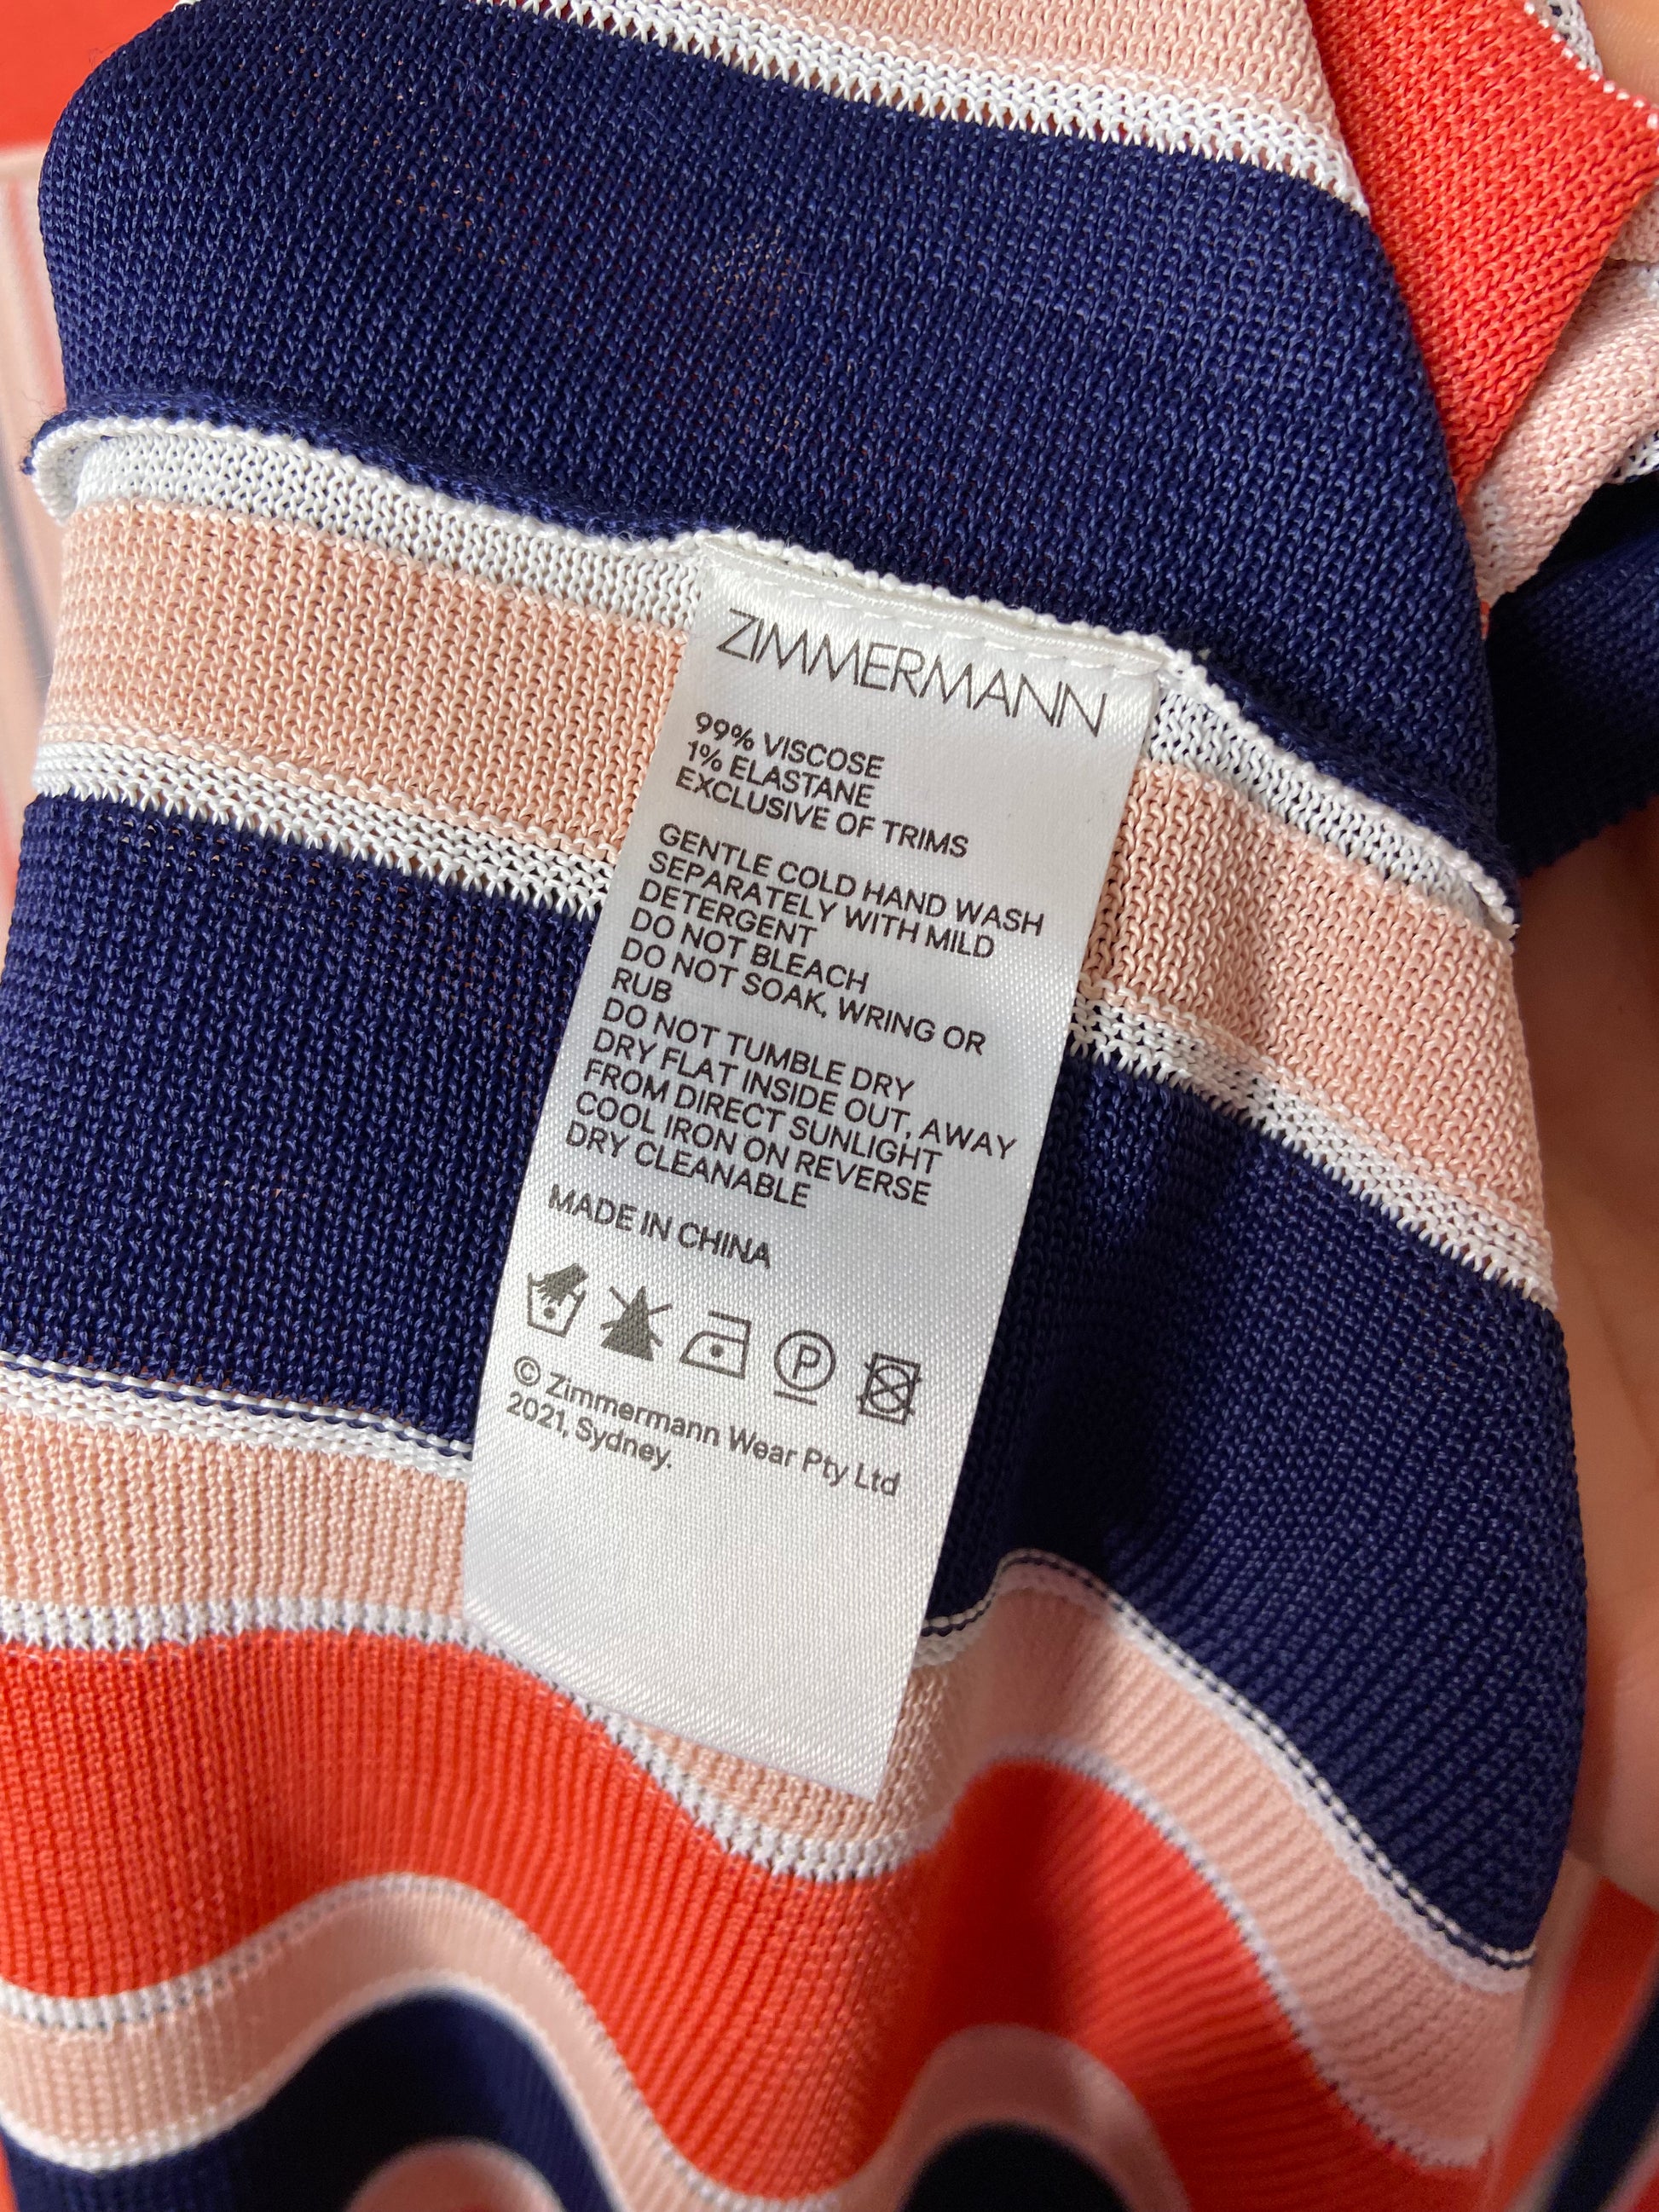 ZIMMERMANN
99% VISCOSE
1% ELASTANE
EXCLUSIVE OF TRIMS
GENTLE COLD HAND WASH
SEPARATELY WITH MILD
DETERGENT
DO NOT BLEACH
DO NOT SOAK, WRING OR
RUB
DO NOT TUMBLE DRY
DRY FLAT INSIDE OUT, AWAY
FROM DIRECT SUNLIGHT
COOL IRON ON REVERSE
DRY CLEANABLE
MADE IN CHINA
P
© Zimmermann Wear Pty Ltd
2021, Sydney.